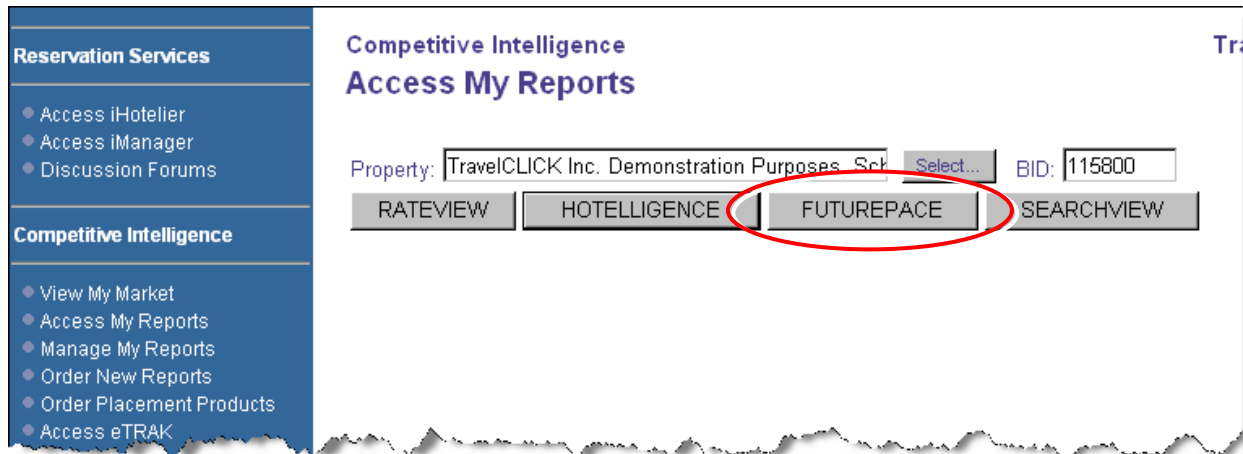 Reservation Services
Access iHotelier
Access iManager
Discussion Forums
Competitive Intelligence
View My Market
Access My Reports
Manage My Reports
Order New Reports
Order Placement Products
Access eTRAK
Competitive Intelligence
Access My Reports
Property: TravelCLICK Inc. Demonstration Purposes Select... BID: 115800
RATEVIEW HOTELLIGENCE FUTUREPACE SEARCHVIEW